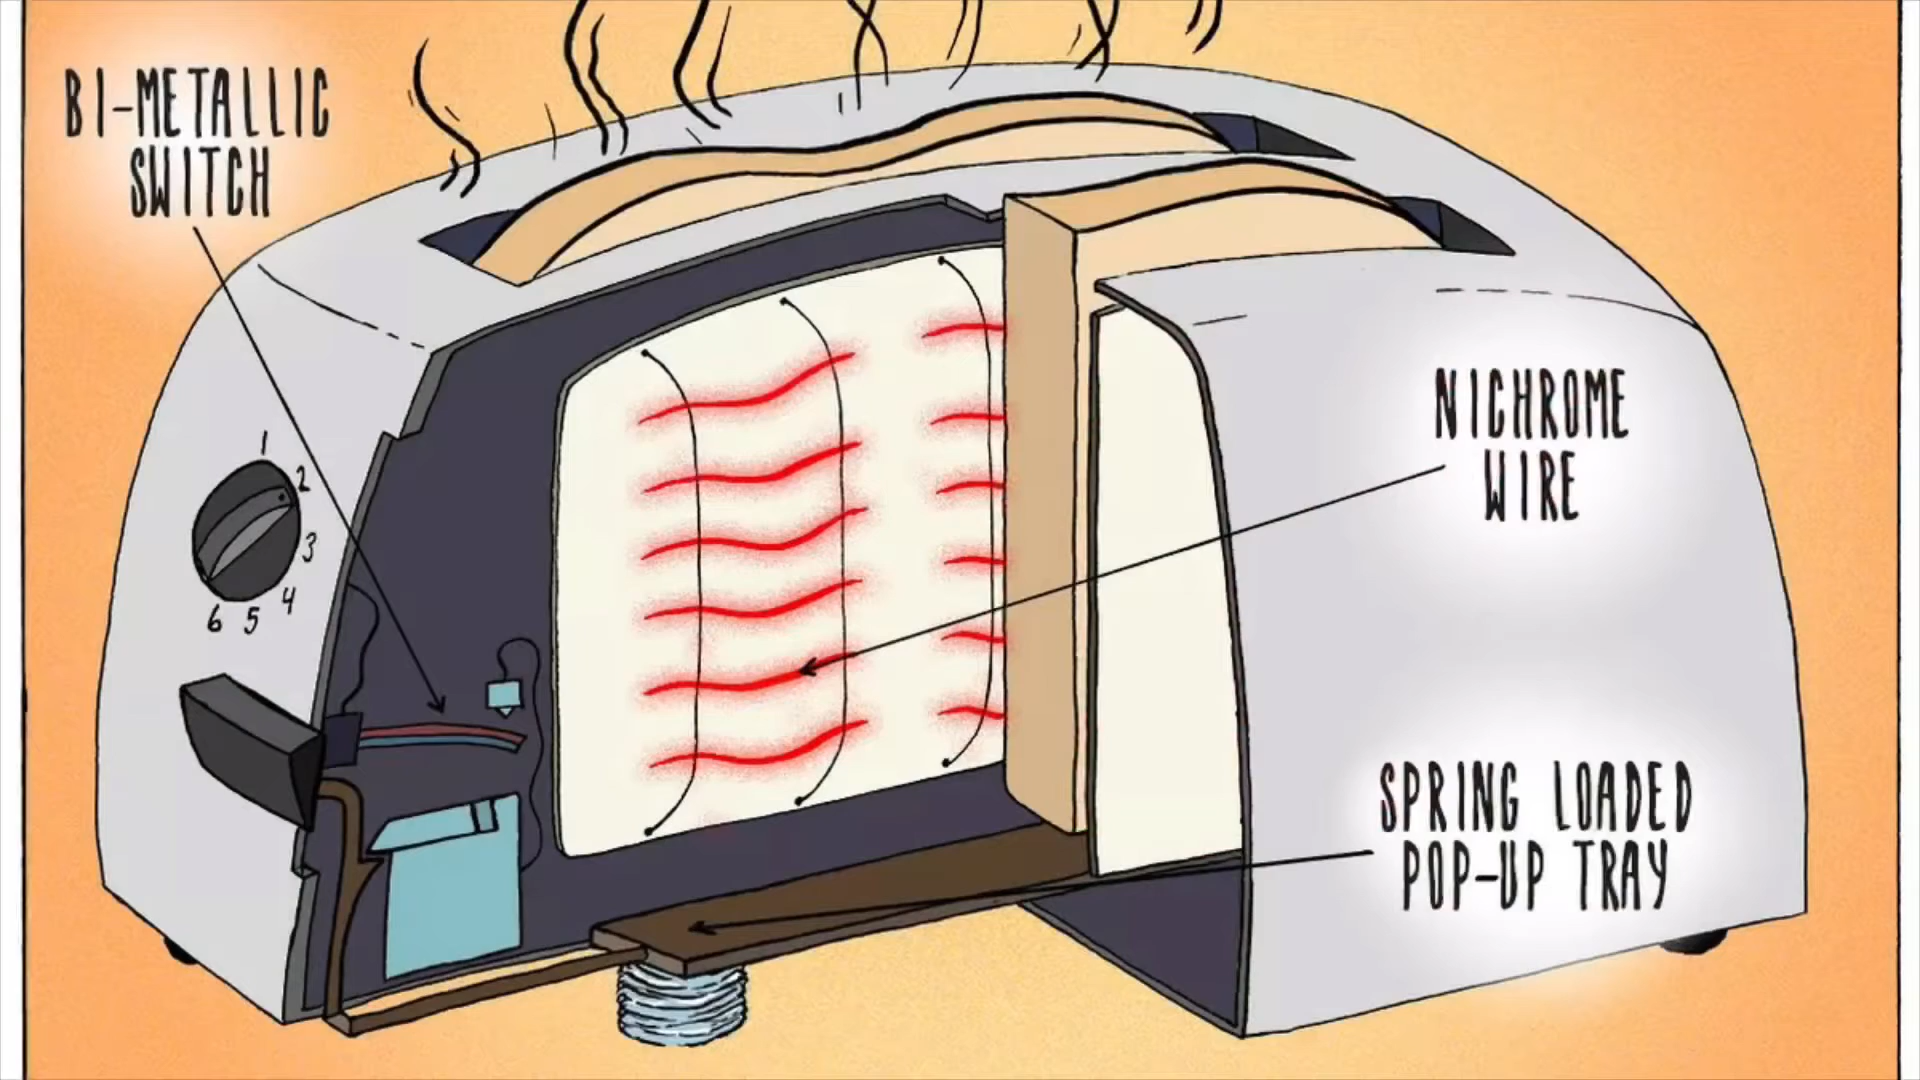 BI-METALLIC
SWITCH
1
2
3
4
5
6
NICHROME
WIRE
SPRING LOADED
POP-UP TRAY